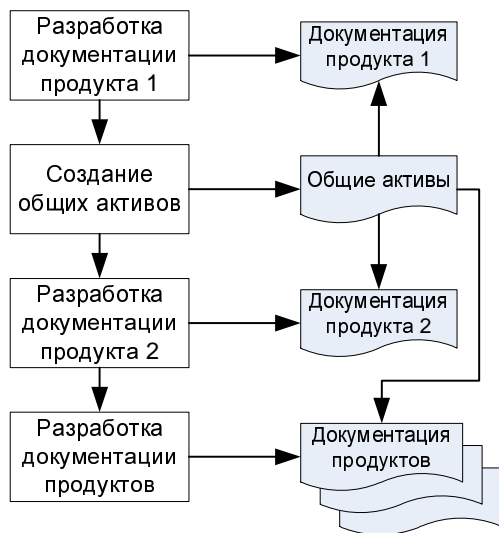 Разработка
документации
продукта 1
Документация
продукта 1
Создание
общих активов
Общие активы
Разработка
документации
продукта 2
Документация
продукта 2
Разработка
документации
продуктов
Документация
продуктов